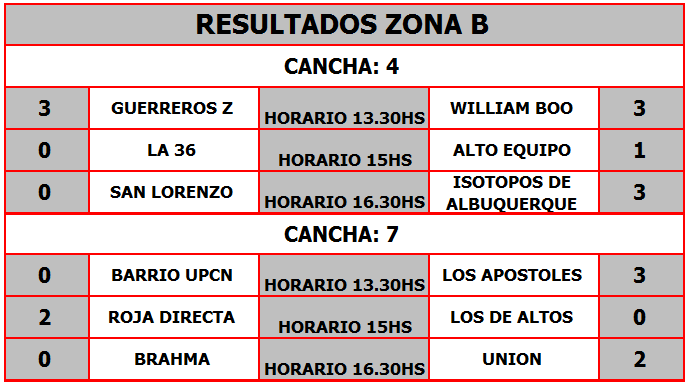 RESULTADOS ZONA B
CANCHA: 4
3 GUERREROS Z HORARIO 13.30HS WILLIAM BOO 3
0 LA 36 HORARIO 15HS ALTO EQUIPO 1
0 SAN LORENZO HORARIO 16.30HS ISOTOPOS DE
ALBUQUERQUE 3
CANCHA: 7
0 BARRIO UPCN HORARIO 13.30HS LOS APOSTOLES 3
2 ROJA DIRECTA HORARIO 15HS LOS DE ALTOS 0
0 BRAHMA HORARIO 16.30HS UNION 2